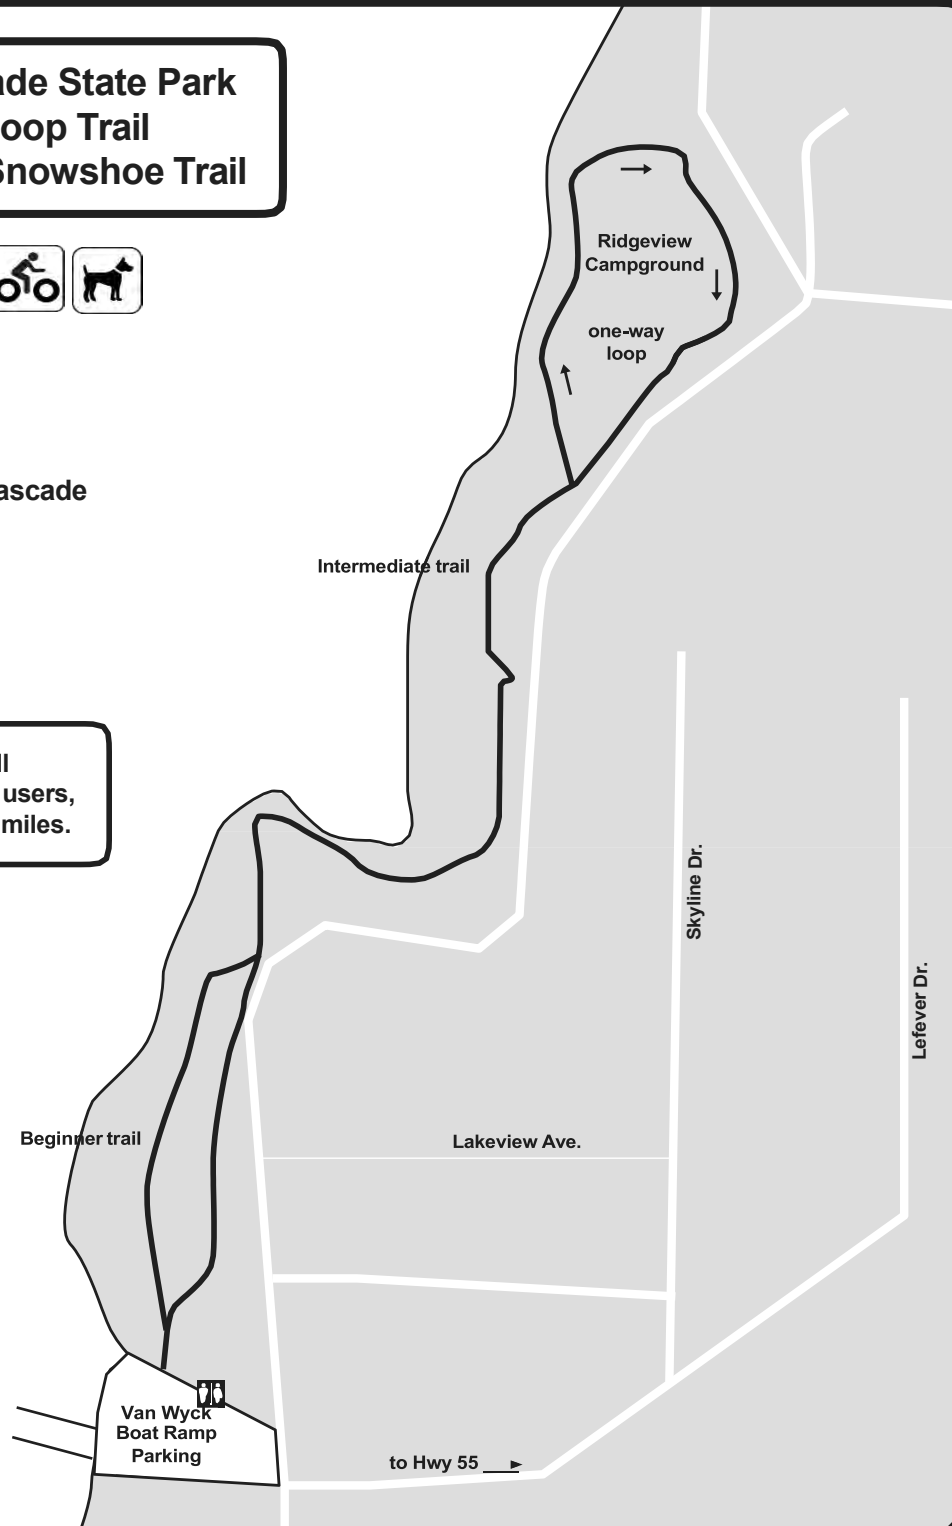 ade State Park
oop Trail
Snowshoe Trail
Ridgeview
Campground
one-way
loop
ascade
Intermediate trail
ll
users,
miles.
Skyline Dr.
Lefever Dr.
Beginner trail
Lakeview Ave.
Van Wyck
Boat Ramp
Parking
to Hwy 55